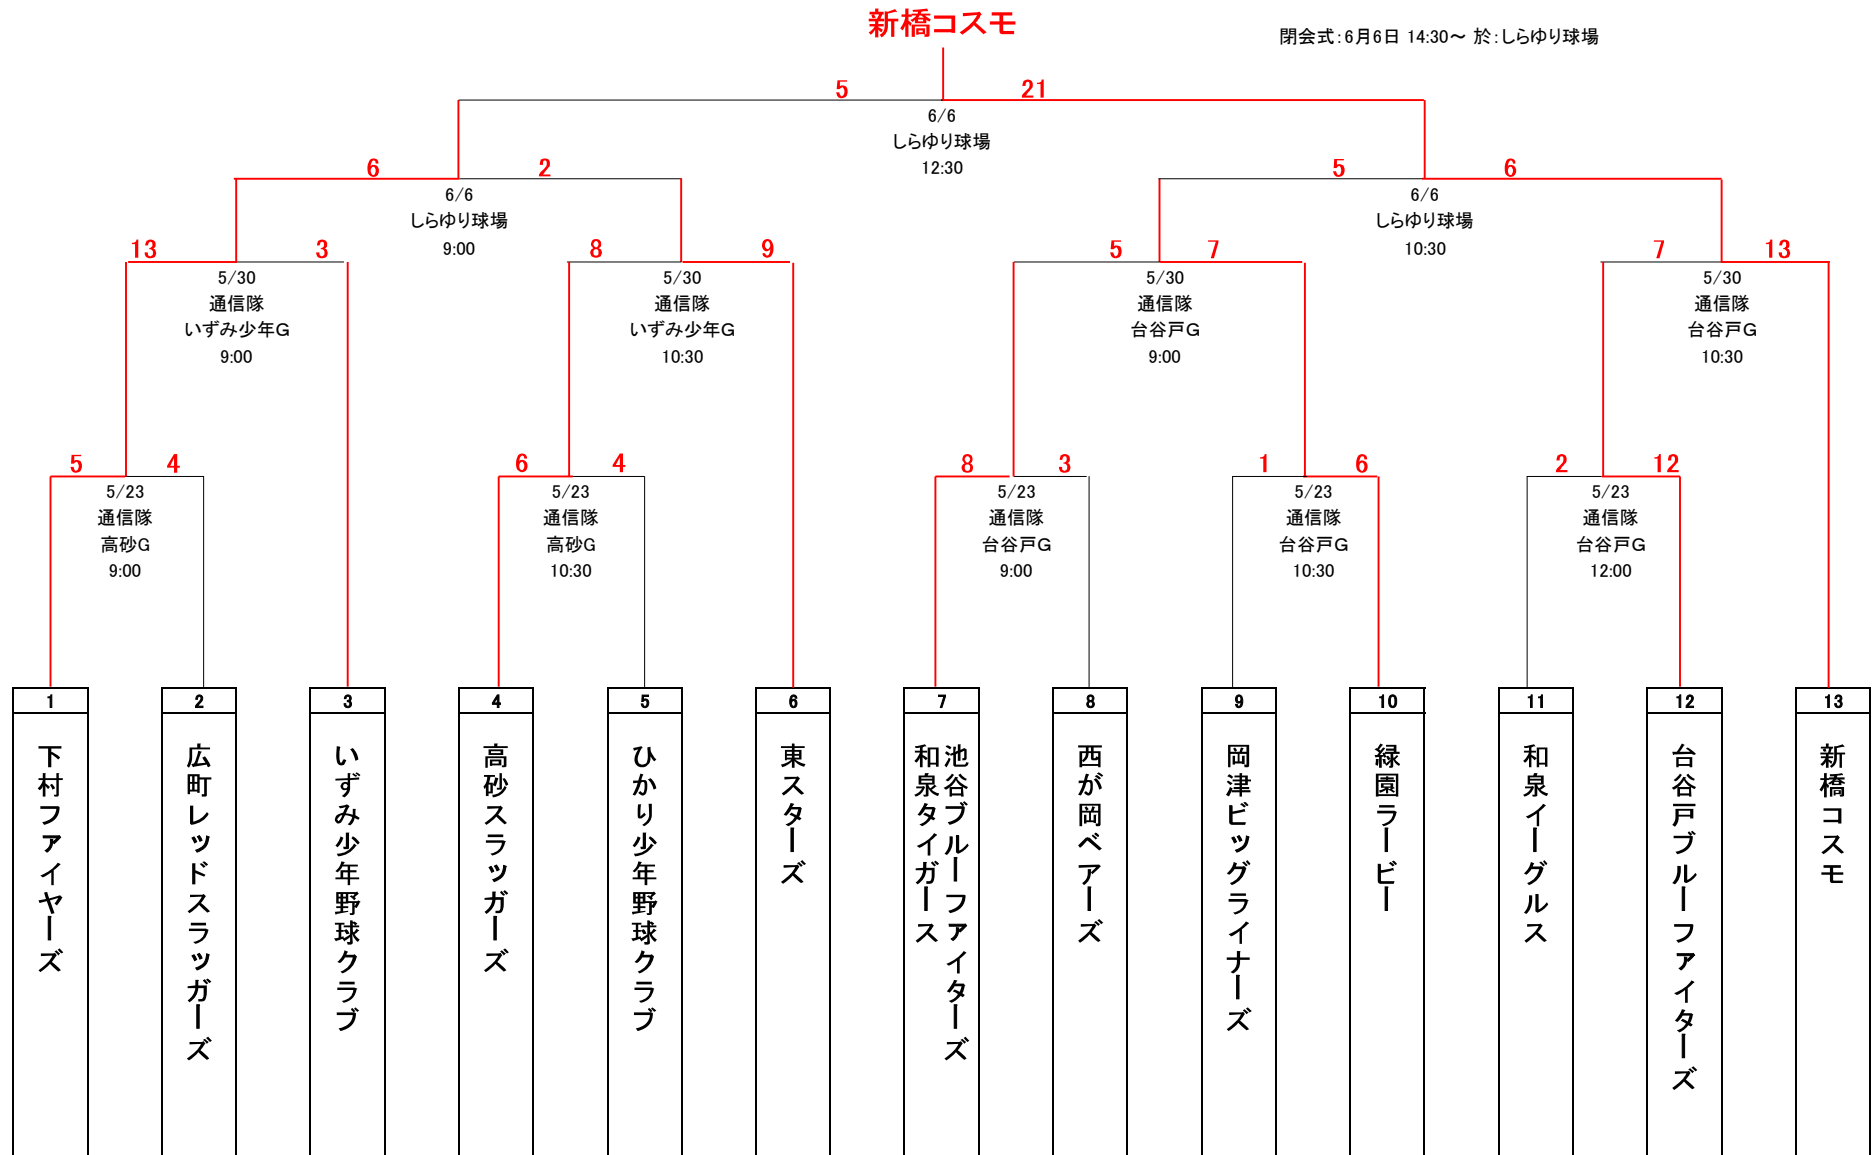 新橋コスモ
閉会式：6月6日 14:30～ 於：しらゆり球場
5
21
6/6
しらゆり球場
12:30
6
2
6/6
しらゆり球場
9:00
5
6
6/6
しらゆり球場
10:30
13
3
5/30
通信隊
いずみ少年G
9:00
8
9
5/30
通信隊
いずみ少年G
10:30
5
7
5/30
通信隊
台谷戸G
9:00
7
13
5/30
通信隊
台谷戸G
10:30
5
4
5/23
通信隊
高砂G
9:00
6
4
5/23
通信隊
高砂G
10:30
8
3
5/23
通信隊
台谷戸G
9:00
1
6
5/23
通信隊
台谷戸G
10:30
2
12
5/23
通信隊
台谷戸G
12:00
1
下村ファイヤーズ
2
広町レッドスラッガーズ
3
いずみ少年野球クラブ
4
高砂スラッガーズ
5
ひかり少年野球クラブ
6
東スターズ
7
池谷ブルーファイターズ
和泉タイガース
8
西が岡ベアーズ
9
岡津ビッグライナーズ
10
緑園ラービー
11
和泉イーグルス
12
台谷戸ブルーファイターズ
13
新橋コスモ